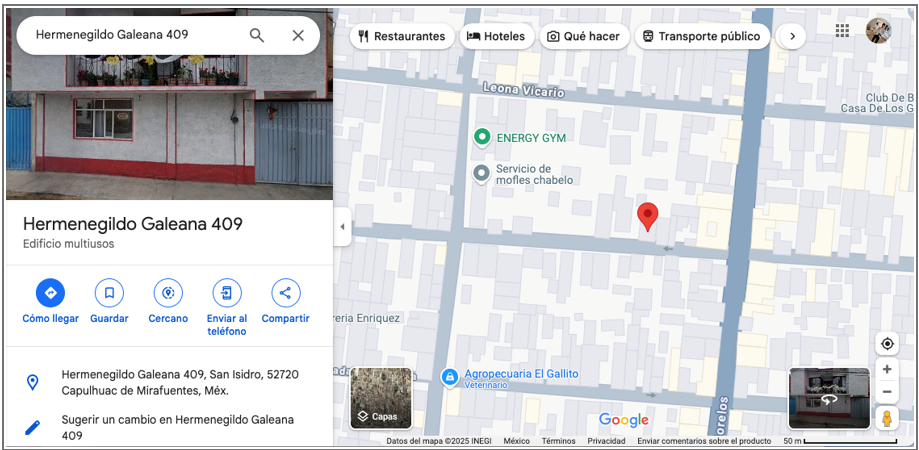 Hermenegildo Galeana 409
Hermenegildo Galeana 409
Edificio multiusos
Cómo llegar
Guardar
Cercano
Enviar al
teléfono
Compartir
Hermenegildo Galeana 409, San Isidro, 52720
Capulhuac de Mirafuentes, Méx.
Sugerir un cambio en Hermenegildo Galeana
409
Restaurantes
Hoteles
Qué hacer
Transporte público
Leona Vicario
Club De B
Casa De Los G
ENERGY GYM
Servicio de
mofles chabelo
reria Enriquez
Agropecuaria El Gallito
Veterinario
orelos
Capas
Google
Datos del mapa ©2025 INEGI
México
Términos
Privacidad
Enviar comentarios sobre el producto
50 m